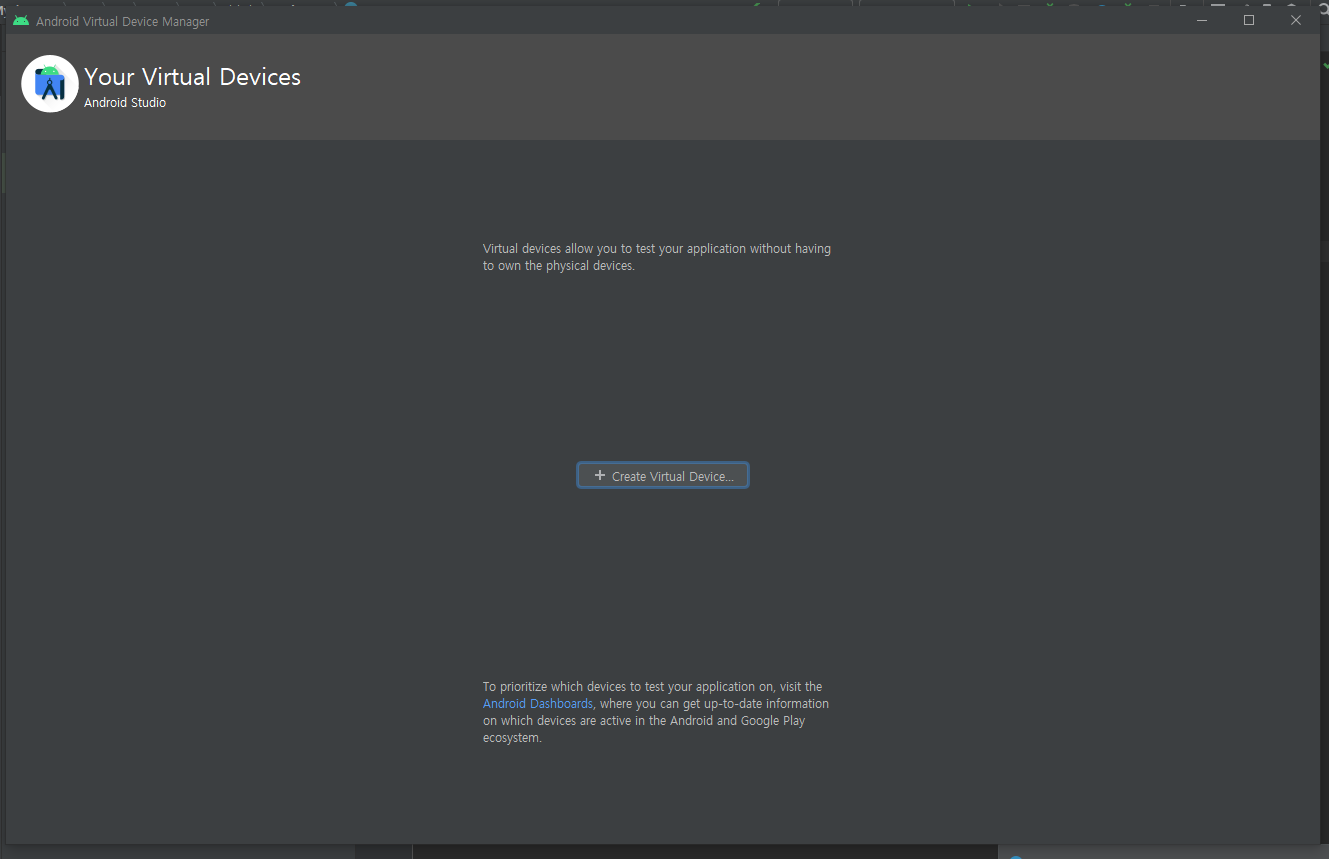 Android Virtual Device Manager
Your Virtual Devices
Android Studio
Virtual devices allow you to test your application without having
to own the physical devices.
Create Virtual Device...
To prioritize which devices to test your application on, visit the
Android Dashboards, where you can get up-to-date information
on which devices are active in the Android and Google Play
ecosystem.